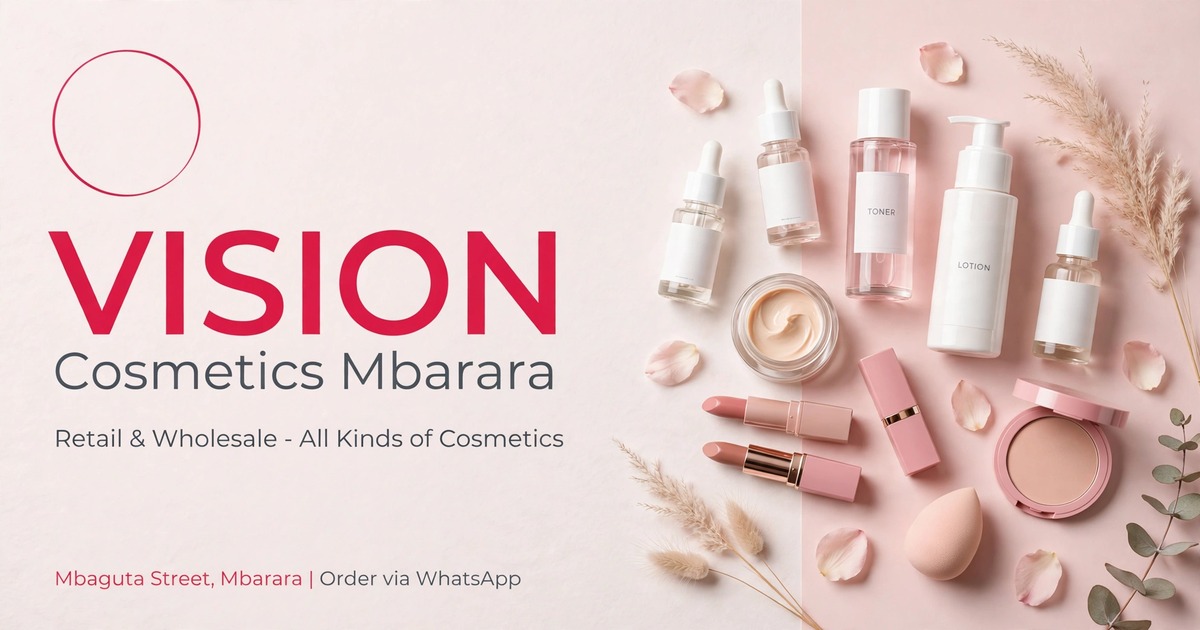 VISION
Cosmetics Mbarara
Retail & Wholesale - All Kinds of Cosmetics
Mbaguta Street, Mbarara | Order via WhatsApp
TONER
LOTION